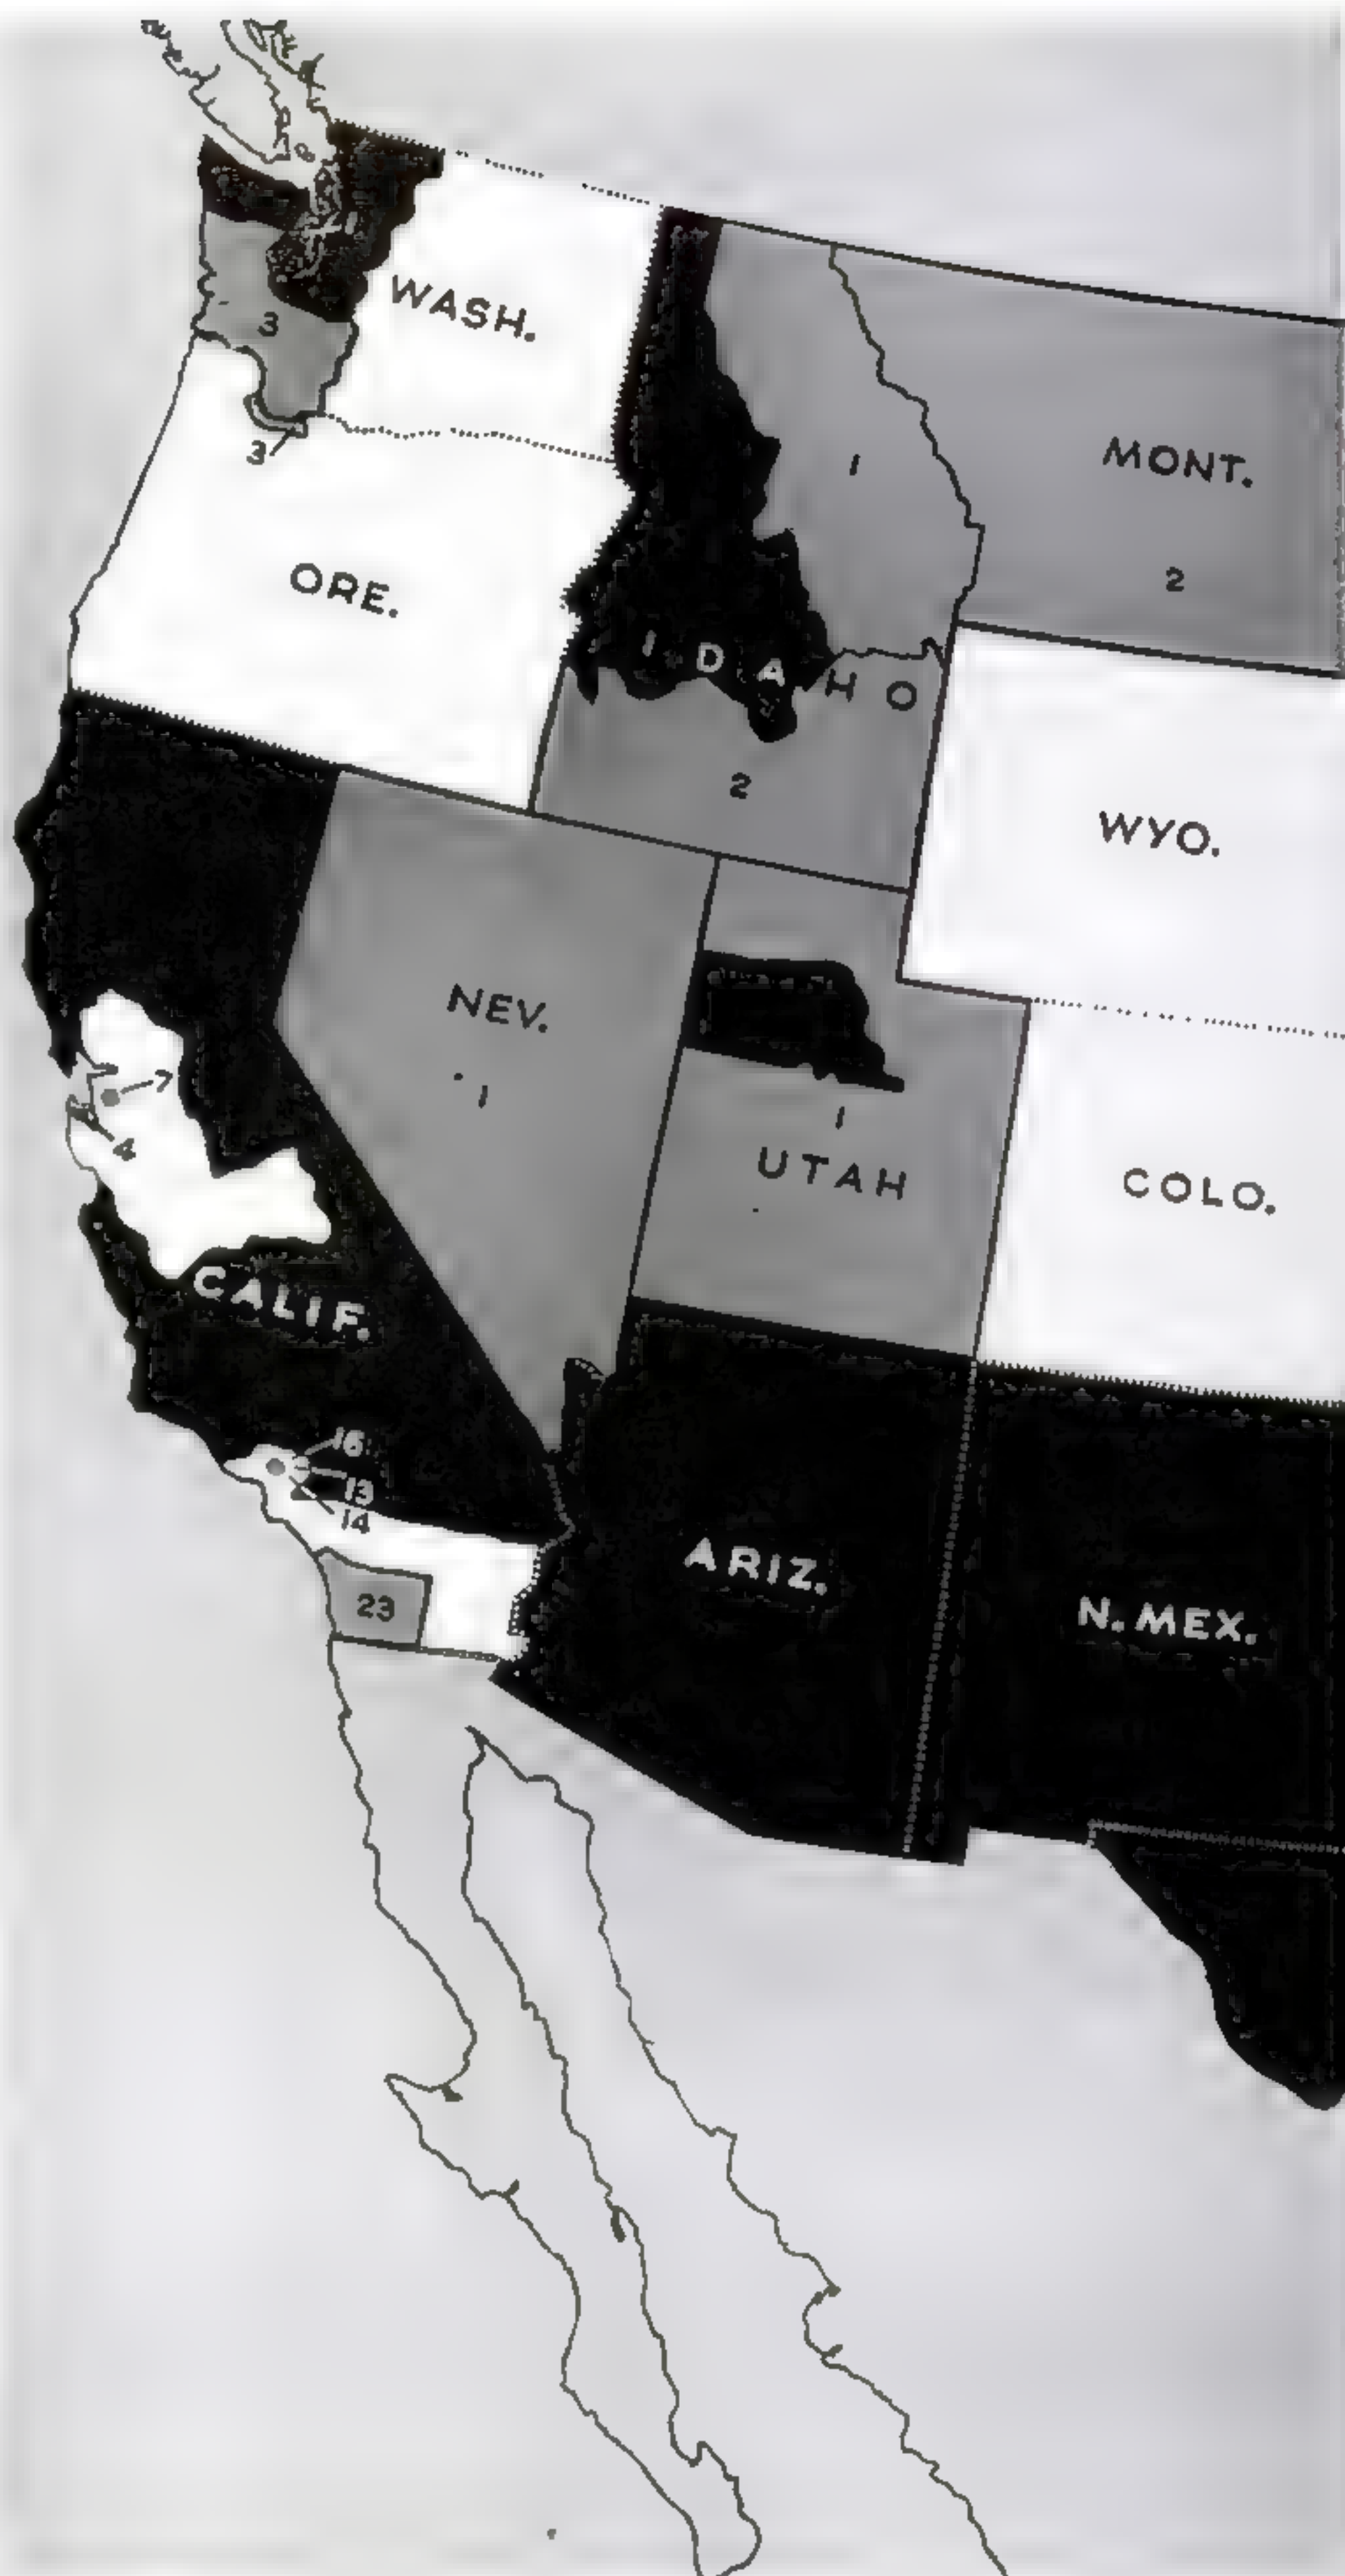 WASH.
3
3
MONT.
1
2
ORE.
IDAHO
2
WYO.
NEV.
1
7
4
1
UTAH
COLO.
CALIF.
16
13
14
ARIZ.
23
N. MEX.